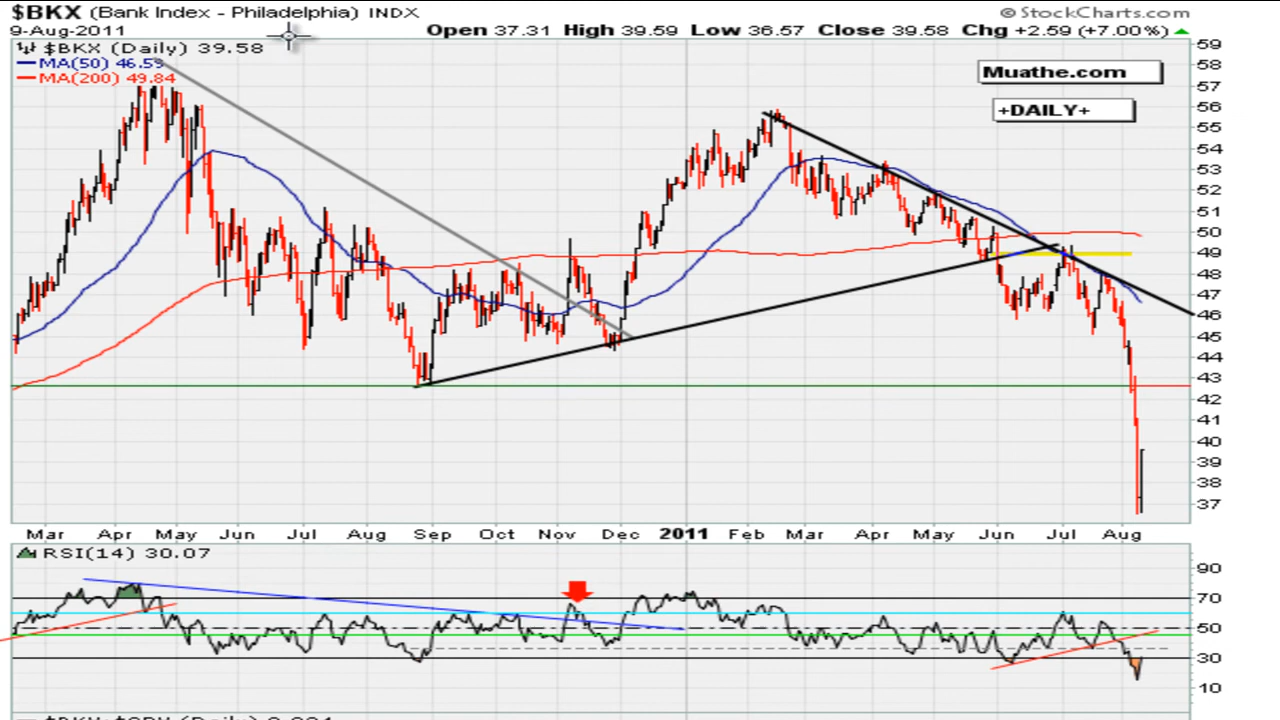 $BKX (Bank Index - Philadelphia) INDX
© StockCharts.com
9-Aug-2011
Open 37.31 High 39.59 Low 36.57 Close 39.58 Chg +2.59 (+7.00%)
$BKX (Daily) 39.58
MA(50) 46.59
MA(200) 49.84
Muathe.com
+DAILY+
59
58
57
56
55
54
53
52
51
50
49
48
47
46
45
44
43
42
41
40
39
38
37
Mar Apr May Jun Jul Aug Sep Oct Nov Dec 2011 Feb Mar Apr May Jun Jul Aug
RSI(14) 30.07
90
70
50
30
10